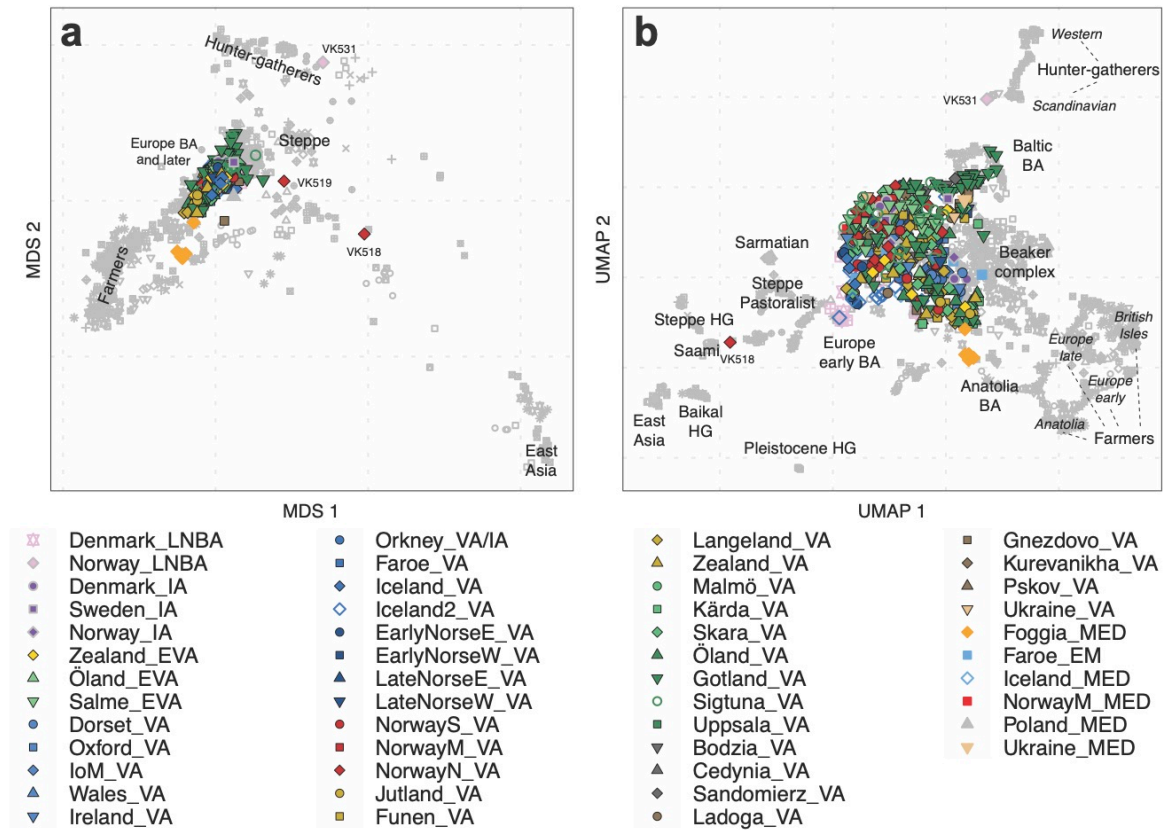 a
Hunter-gatherers
VK531
Europe BA
and later
Steppe
VK519
VK518
Farmers
East
Asia
MDS 2
MDS 1
b
Western
Hunter-gatherers
VK531
Scandinavian
Baltic
BA
Sarmatian
Beaker
complex
Steppe
Pastoralist
Steppe HG
Saami
VK518
Europe
early BA
British
Isles
Europe
late
Europe
early
Anatolia
BA
Anatolia
Farmers
East
Asia
Baikal
HG
Pleistocene HG
UMAP 2
UMAP 1
Denmark_LNBA
Norway_LNBA
Denmark_IA
Sweden_IA
Norway_IA
Zealand_EVA
Öland_EVA
Salme_EVA
Dorset_VA
Oxford_VA
IoM_VA
Wales_VA
Ireland_VA
Orkney_VA/IA
Faroe_VA
Iceland_VA
Iceland2_VA
EarlyNorseE_VA
EarlyNorseW_VA
LateNorseE_VA
LateNorseW_VA
NorwayS_VA
NorwayM_VA
NorwayN_VA
Jutland_VA
Funen_VA
Langeland_VA
Zealand_VA
Malmö_VA
Kärda_VA
Skara_VA
Öland_VA
Gotland_VA
Sigtuna_VA
Uppsala_VA
Bodzia_VA
Cedynia_VA
Sandomierz_VA
Ladoga_VA
Gnezdovo_VA
Kurevanikha_VA
Pskov_VA
Ukraine_VA
Foggia_MED
Faroe_EM
Iceland_MED
NorwayM_MED
Poland_MED
Ukraine_MED